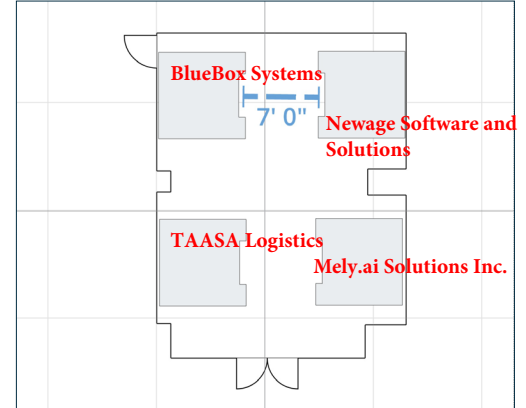 BlueBox Systems
7' 0"
Newage Software and
Solutions
TAASA Logistics
Mely.ai Solutions Inc.